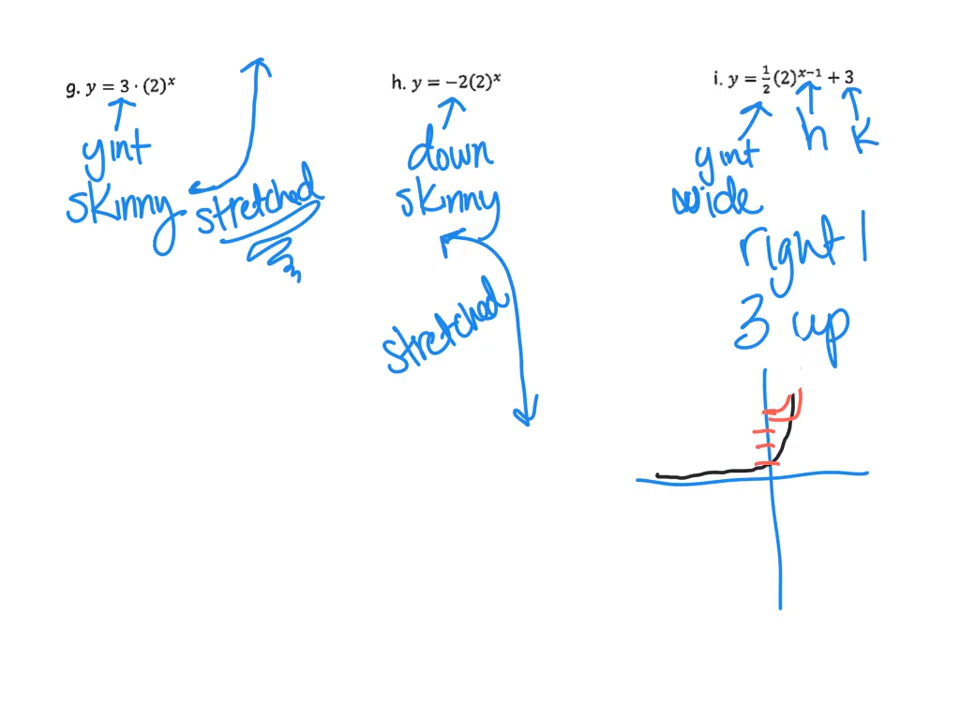 g. y = 3 · (2)^x
yint
skinny
stretched
h. y = −2(2)^x
down
skinny
stretched
i. y = 1/2 (2)^{x−1} + 3
h K
yint
wide
right 1
3 up